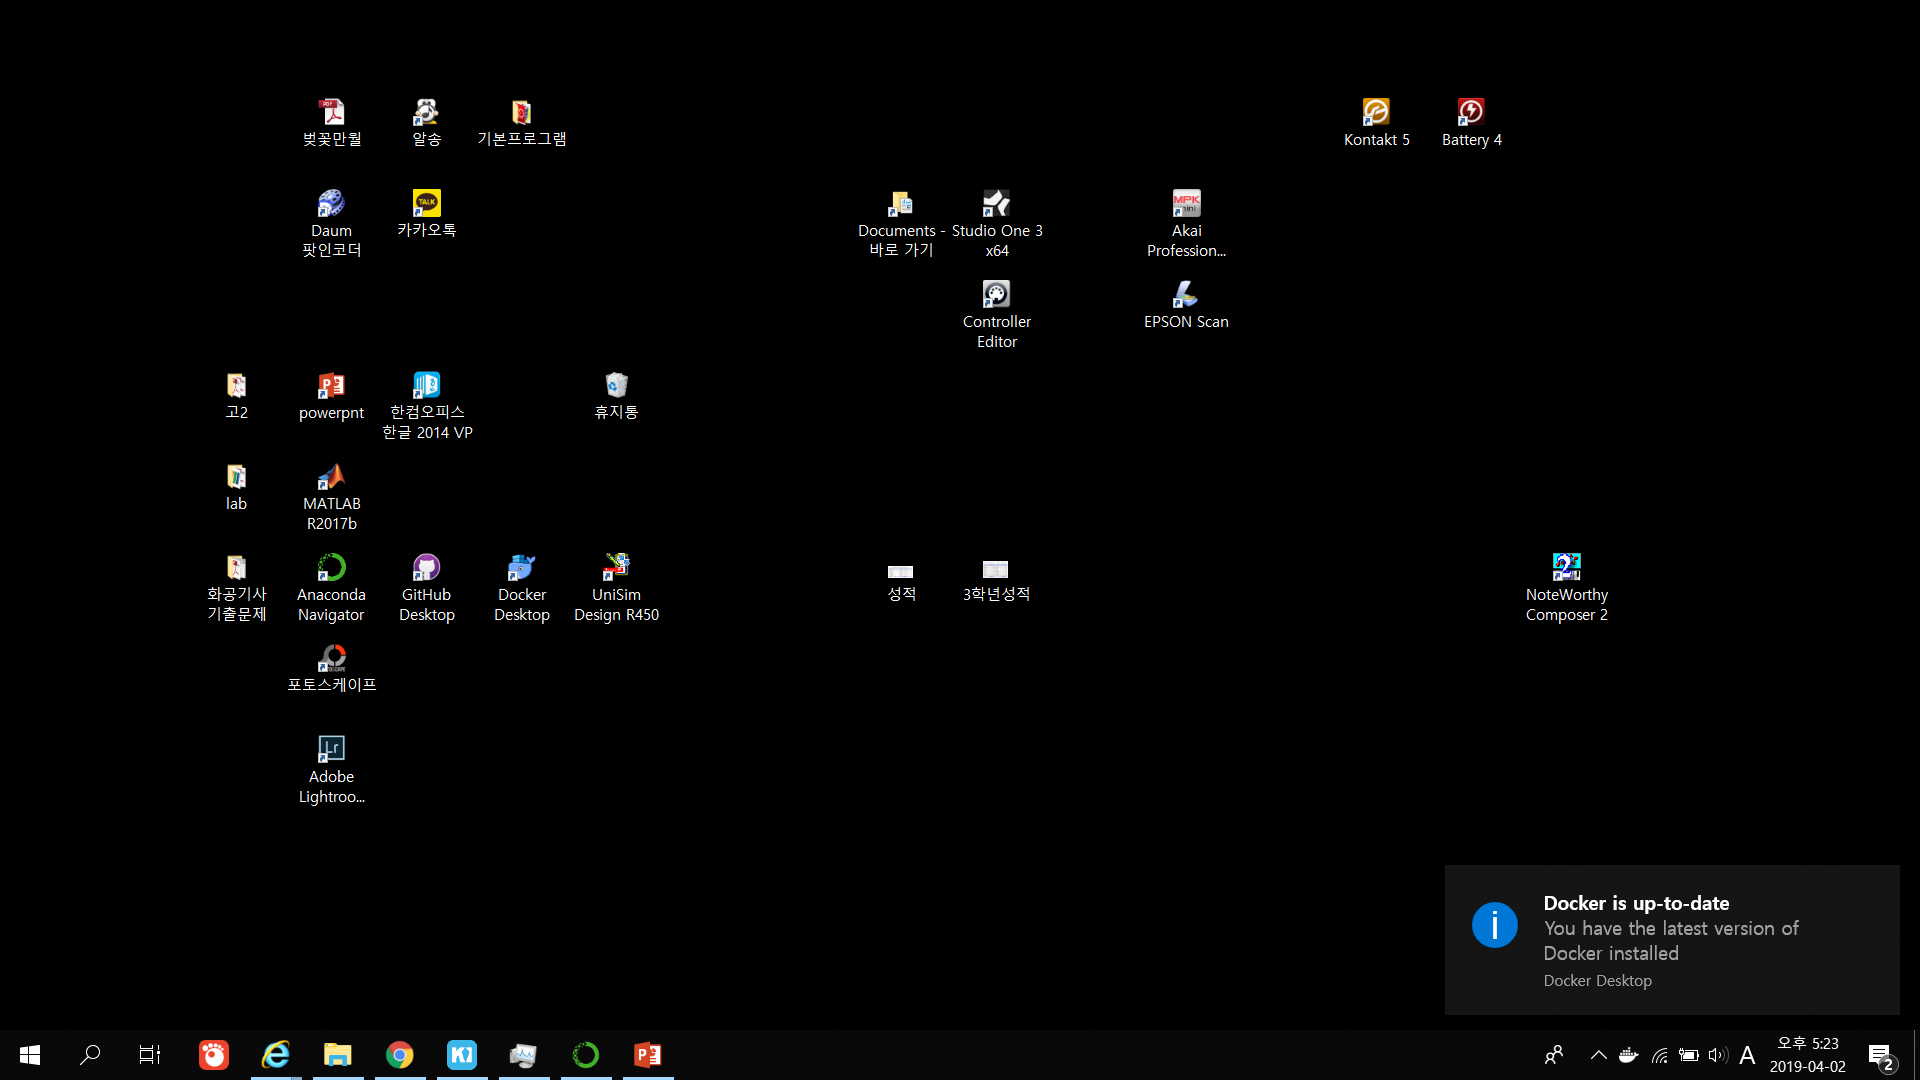 벚꽃만월
알송
기본프로그램
Kontakt 5
Battery 4
Daum
팟인코더
TALK
카카오톡
Documents -
바로 가기
Studio One 3
x64
MPK
mini
Akai
Profession...
Controller
Editor
EPSON Scan
고2
powerpnt
한컴오피스
한글 2014 VP
휴지통
lab
MATLAB
R2017b
화공기사
기출문제
Anaconda
Navigator
GitHub
Desktop
Docker
Desktop
UniSim
Design R450
성적
3학년성적
NoteWorthy
Composer 2
포토스케이프
Lr
Adobe
Lightroo...
Docker is up-to-date
You have the latest version of
Docker installed
Docker Desktop
A
오후 5:23
2019-04-02
2